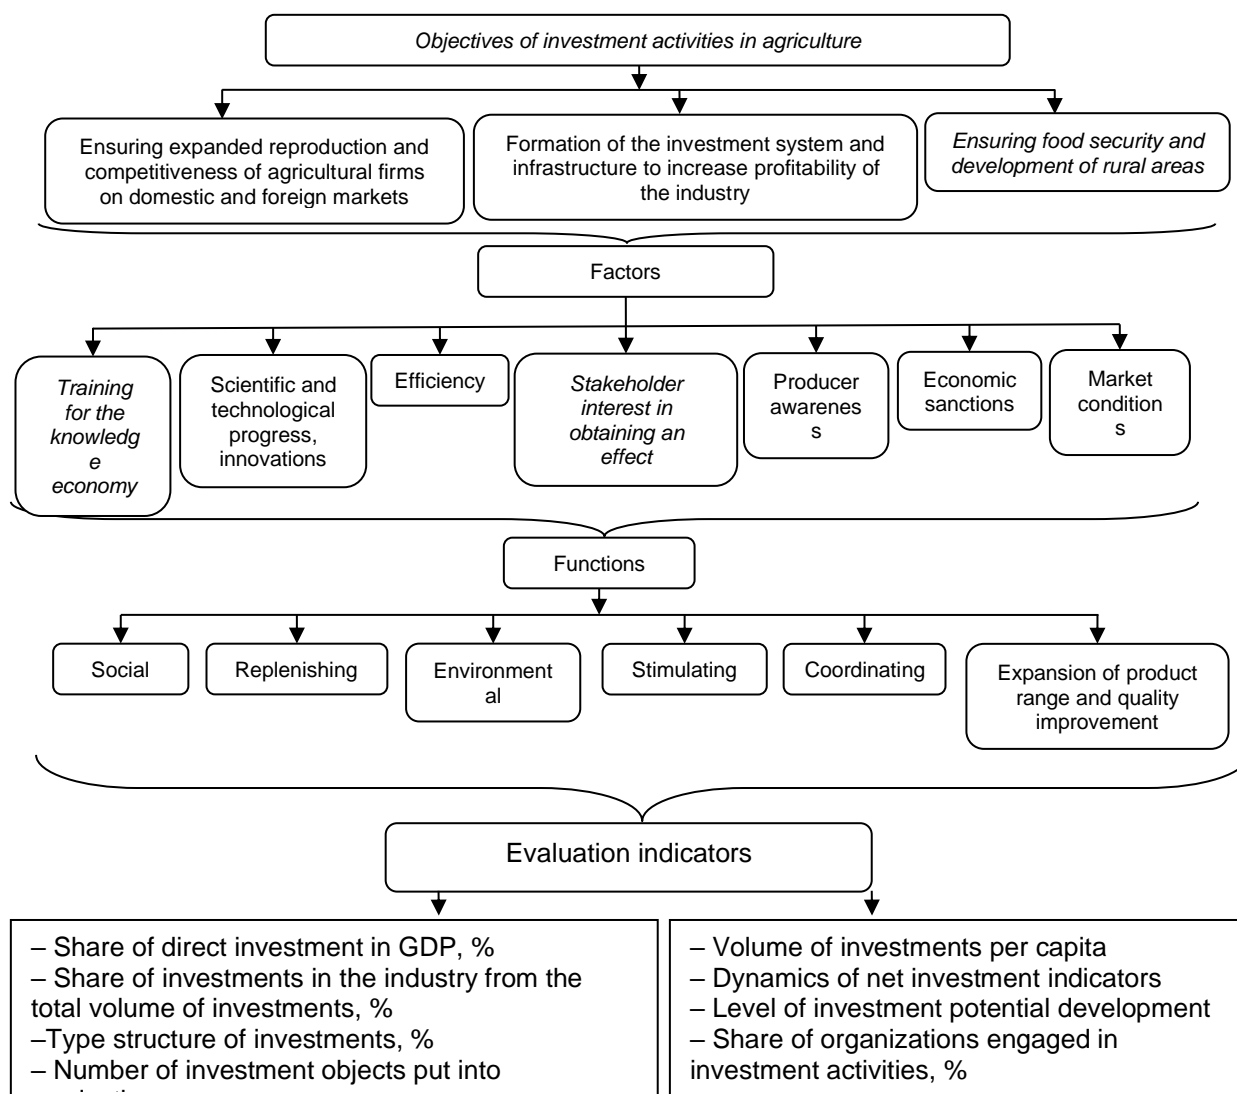 Objectives of investment activities in agriculture
Ensuring expanded reproduction and
competitiveness of agricultural firms
on domestic and foreign markets
Formation of the investment system and
infrastructure to increase profitability of
the industry
Ensuring food security and
development of rural areas
Factors
Training
for the
knowledg
e
economy
Scientific and
technological
progress,
innovations
Efficiency
Stakeholder
interest in
obtaining an
effect
Producer
awarenes
s
Economic
sanctions
Market
condition
s
Functions
Social
Replenishing
Environment
al
Stimulating
Coordinating
Expansion of product
range and quality
improvement
Evaluation indicators
– Share of direct investment in GDP, %
– Share of investments in the industry from the
total volume of investments, %
–Type structure of investments, %
– Number of investment objects put into
– Volume of investments per capita
– Dynamics of net investment indicators
– Level of investment potential development
– Share of organizations engaged in
investment activities, %